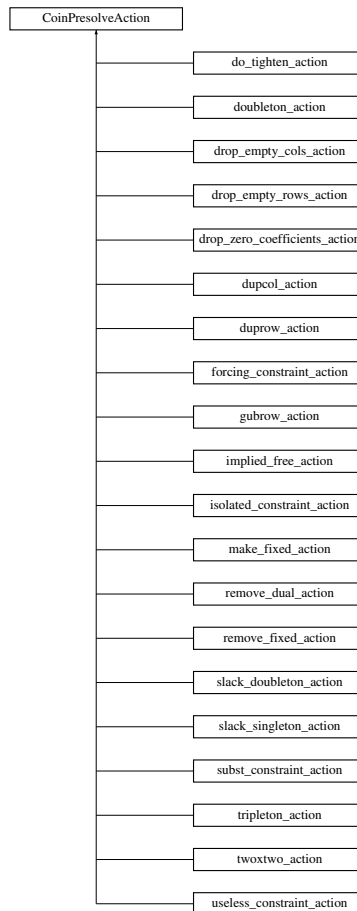 CoinPresolveAction
do_tighten_action
doubleton_action
drop_empty_cols_action
drop_empty_rows_action
drop_zero_coefficients_action
dupcol_action
duprow_action
forcing_constraint_action
gubrow_action
implied_free_action
isolated_constraint_action
make_fixed_action
remove_dual_action
remove_fixed_action
slack_doubleton_action
slack_singleton_action
subst_constraint_action
tripleton_action
twoxtwo_action
useless_constraint_action